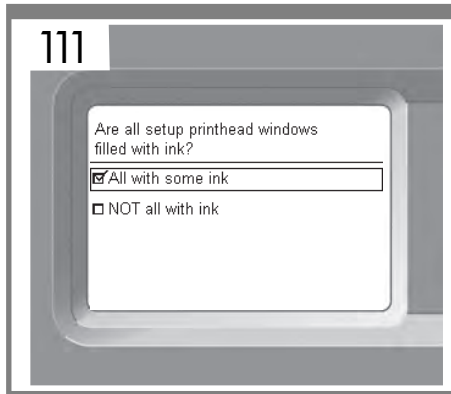 111
Are all setup printhead windows
filled with ink?
All with some ink
NOT all with ink